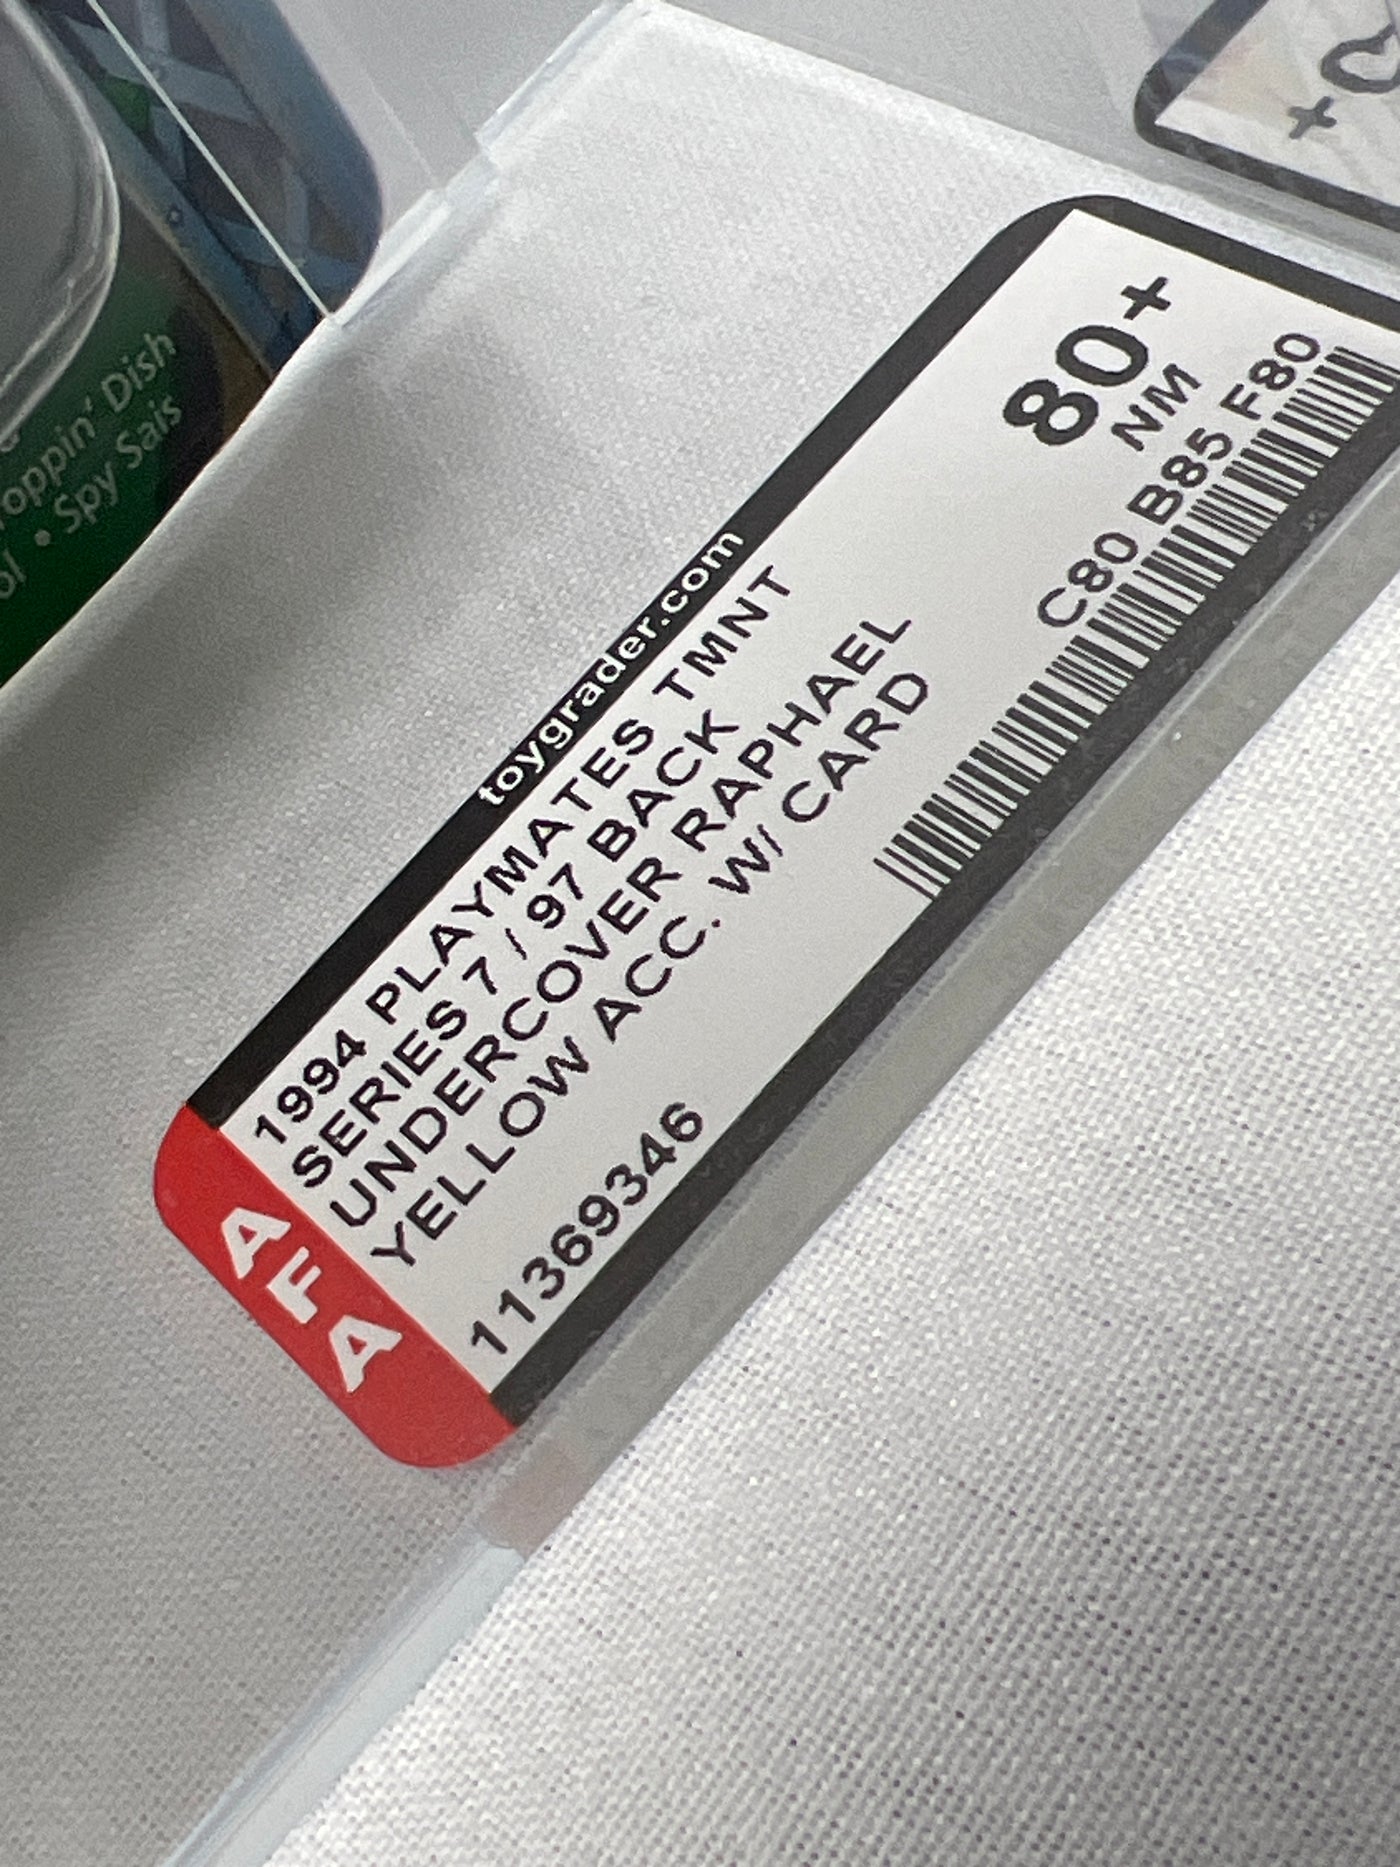 toygrader.com
AFA
1994 PLAYMATES TMNT
SERIES 7 / 97 BACK
UNDERCOVER RAPHAEL
YELLOW ACC. W/ CARD
80+
NM
C80 B85 F80
11369346
Dish
• Spy Sais